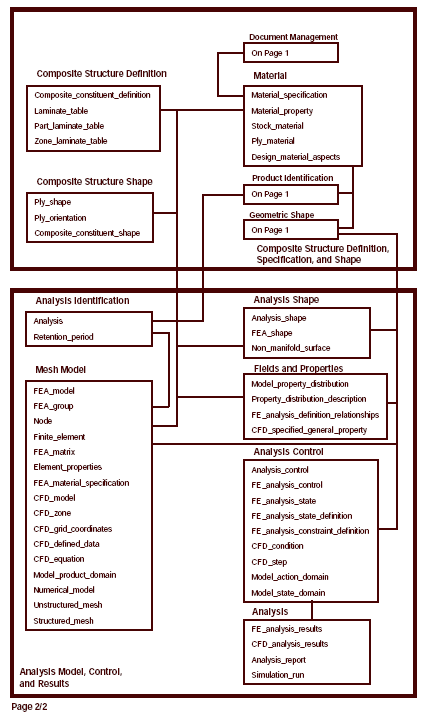 Document Management
On Page 1
Composite Structure Definition
Composite_constituent_definition
Laminate_table
Part_laminate_table
Zone_laminate_table
Material
Material_specification
Material_property
Stock_material
Ply_material
Design_material_aspects
Composite Structure Shape
Ply_shape
Ply_orientation
Composite_constituent_shape
Product Identification
On Page 1
Geometric Shape
On Page 1
Composite Structure Definition,
Specification, and Shape
Analysis Identification
Analysis
Retention_period
Analysis Shape
Analysis_shape
FEA_shape
Non_manifold_surface
Mesh Model
FEA_model
FEA_group
Node
Finite_element
FEA_matrix
Element_properties
FEA_material_specification
CFD_model
CFD_zone
CFD_grid_coordinates
CFD_defined_data
CFD_equation
Model_product_domain
Numerical_model
Unstructured_mesh
Structured_mesh
Fields and Properties
Model_property_distribution
Property_distribution_description
FE_analysis_definition_relationships
CFD_specified_general_property
Analysis Control
Analysis_control
FE_analysis_control
FE_analysis_state
FE_analysis_state_definition
FE_analysis_constraint_definition
CFD_condition
CFD_step
Model_action_domain
Model_state_domain
Analysis
FE_analysis_results
CFD_analysis_results
Analysis_report
Simulation_run
Analysis Model, Control,
and Results
Page 2/2